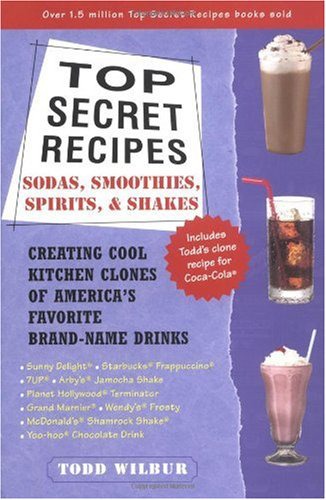 Over 1.5 million Top Secret Recipes books sold
TOP
SECRET
RECIPES
SODAS, SMOOTHIES,
SPIRITS, & SHAKES
Includes
Todd's clone
recipe for
Coca-Cola®
CREATING COOL
KITCHEN CLONES
OF AMERICA'S
FAVORITE
BRAND-NAME DRINKS
• Sunny Delight® • Starbucks® Frappuccino®
• 7UP® • Arby's® Jamocha Shake
• Planet Hollywood® Terminator
• Grand Marnier® • Wendy's® Frosty
• McDonald's® Shamrock Shake®
• Yoo-hoo® Chocolate Drink
TODD WILBUR